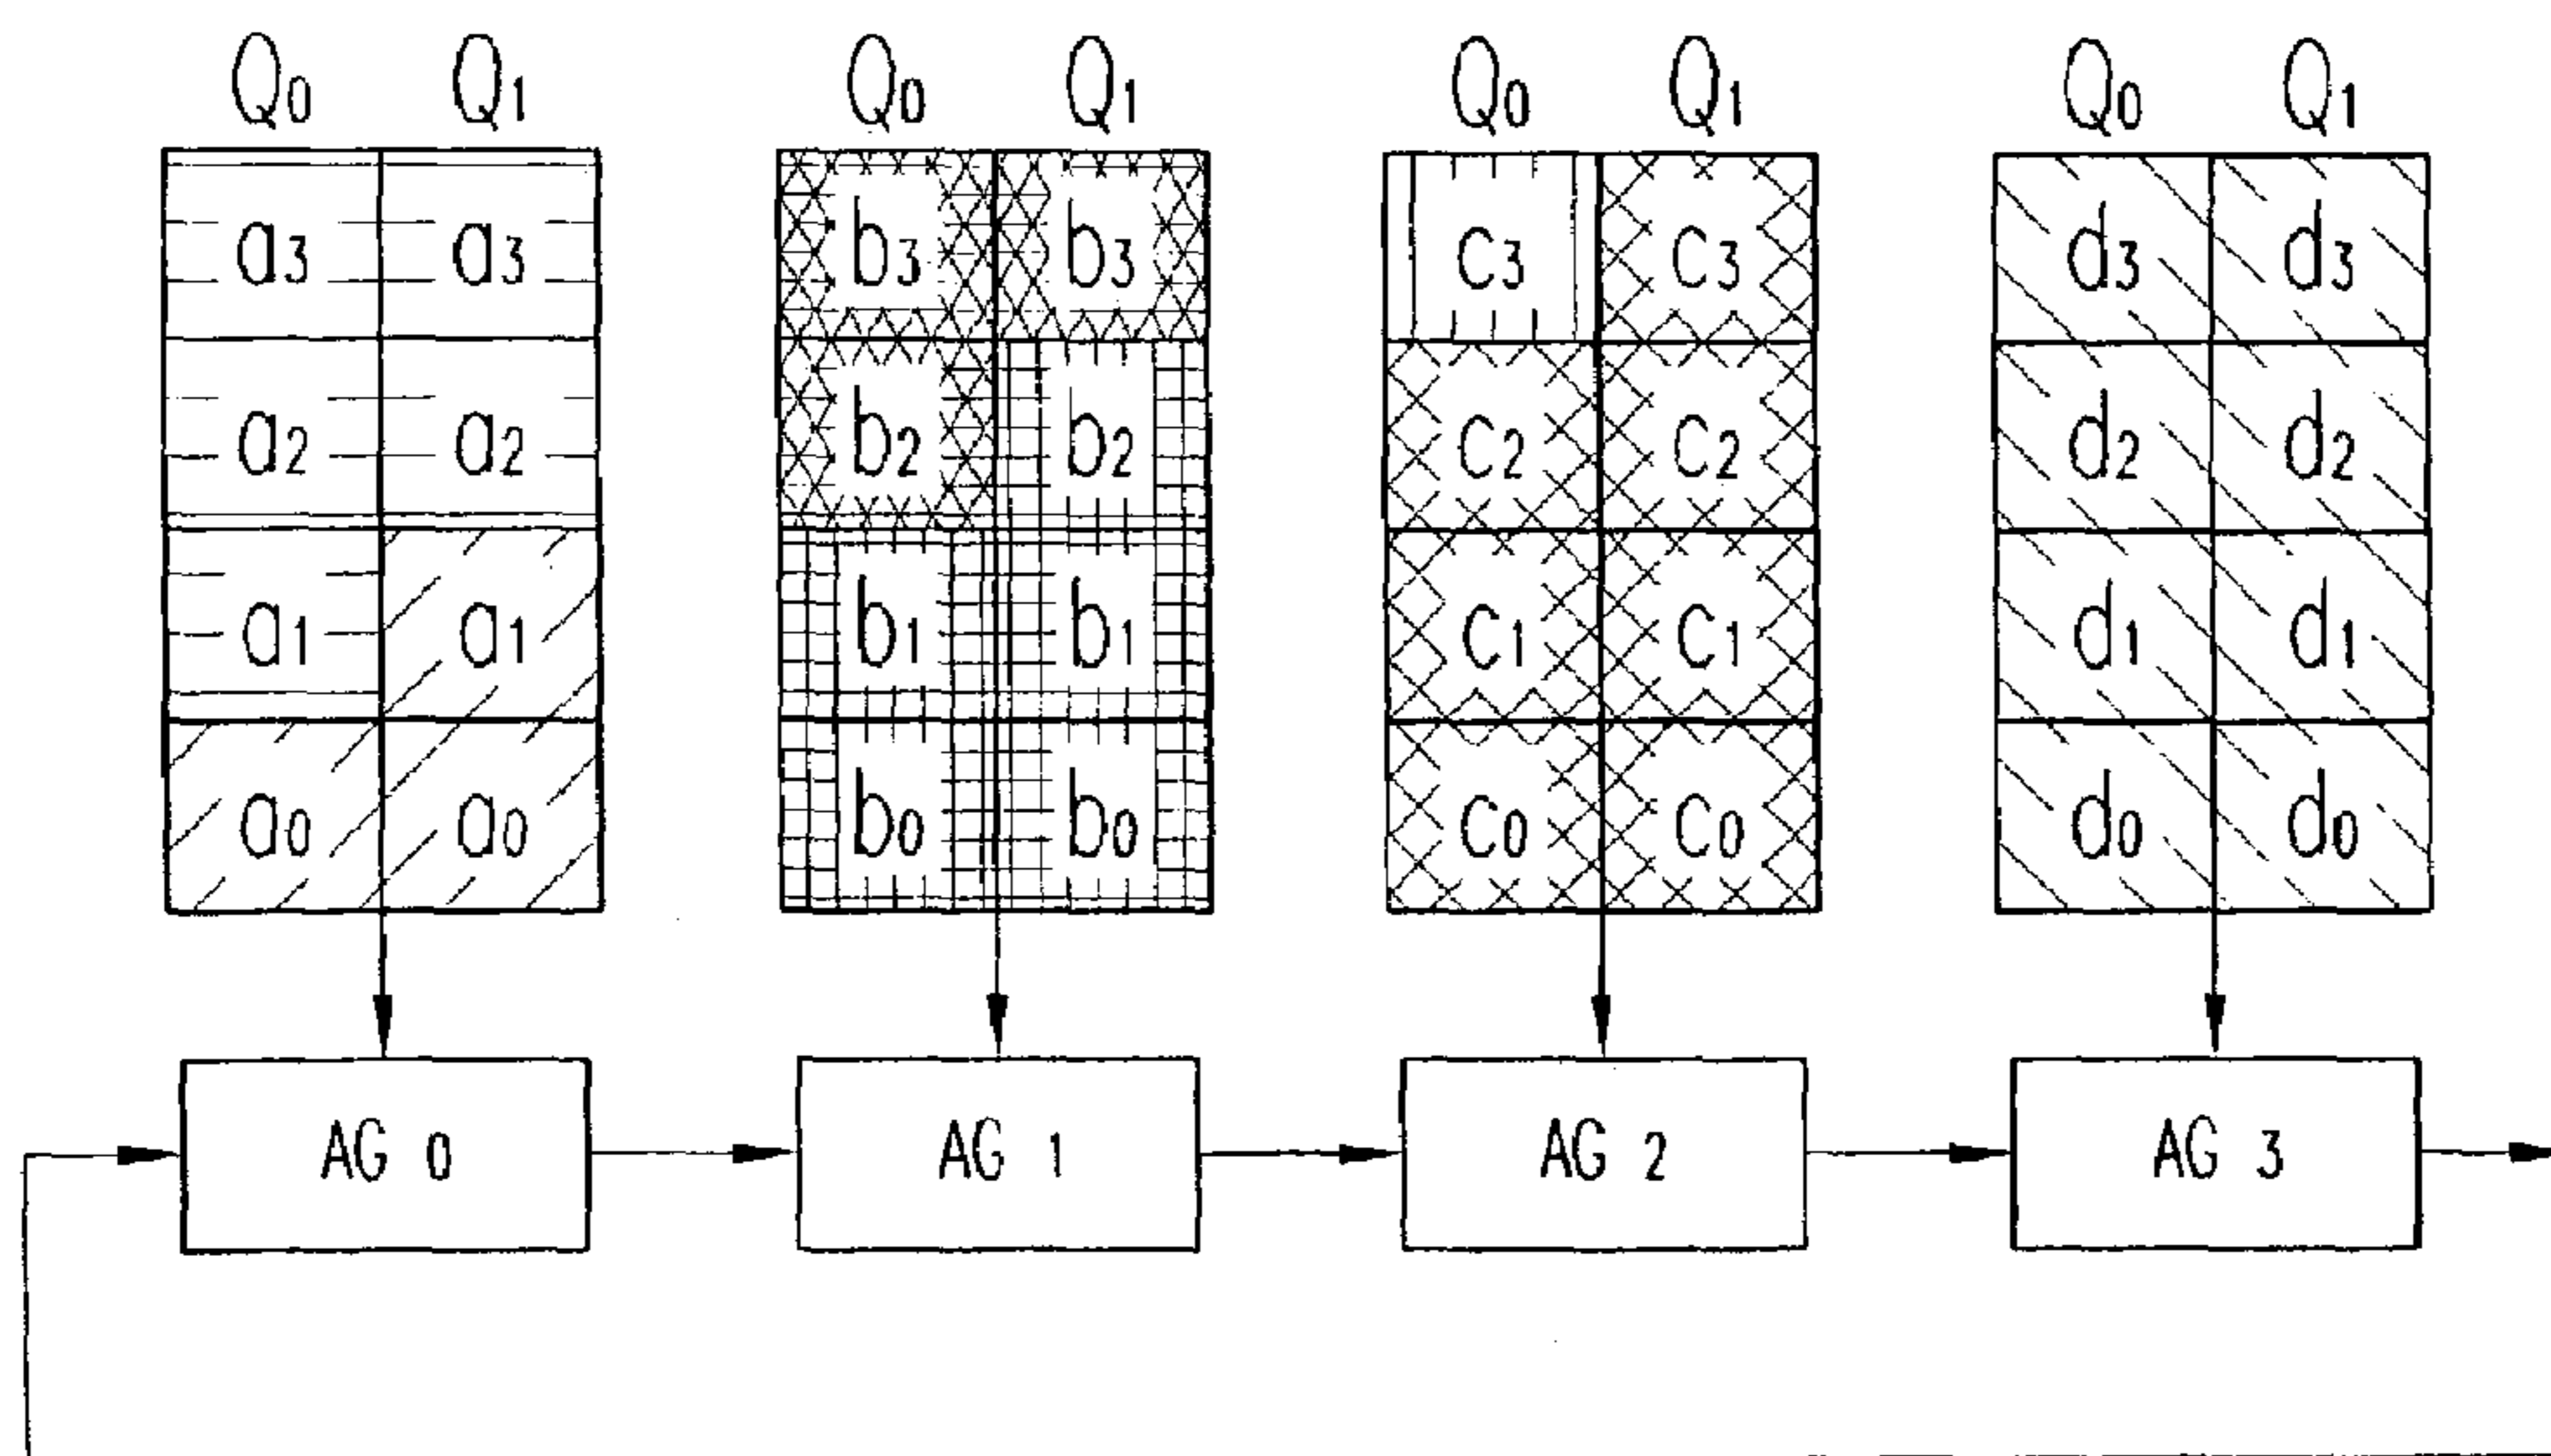 Q0 Q1 Q0 Q1 Q0 Q1 Q0 Q1
a3 a3 b3 b3 c3 c3 d3 d3
a2 a2 b2 b2 c2 c2 d2 d2
a1 a1 b1 b1 c1 c1 d1 d1
a0 a0 b0 b0 c0 c0 d0 d0
AG 0 AG 1 AG 2 AG 3